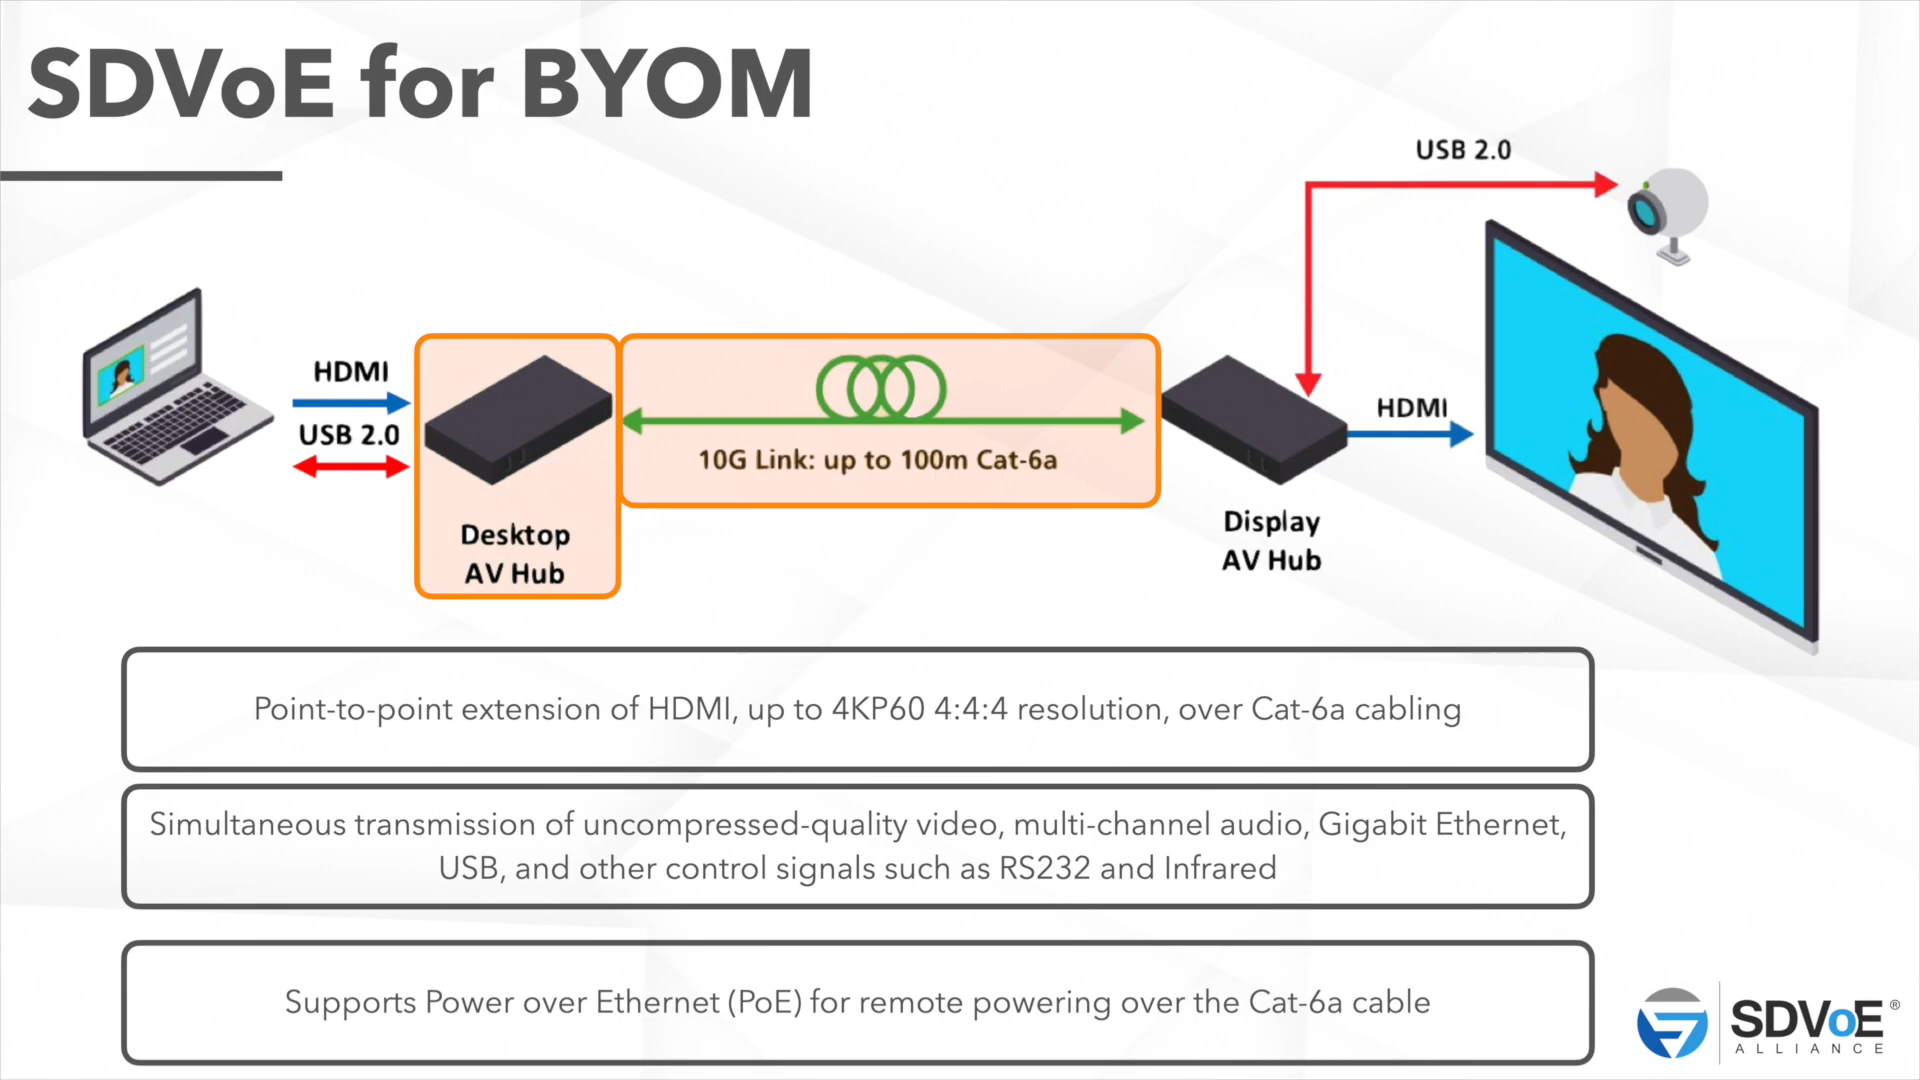 SDVoE for BYOM
USB 2.0
HDMI
USB 2.0
10G Link: up to 100m Cat-6a
HDMI
Desktop
AV Hub
Display
AV Hub
Point-to-point extension of HDMI, up to 4KP60 4:4:4 resolution, over Cat-6a cabling
Simultaneous transmission of uncompressed-quality video, multi-channel audio, Gigabit Ethernet,
USB, and other control signals such as RS232 and Infrared
Supports Power over Ethernet (PoE) for remote powering over the Cat-6a cable
SDVoE®
ALLIANCE